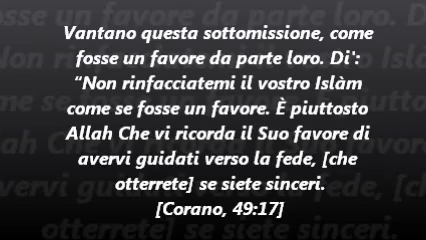 Vantano questa sottomissione, come
fosse un favore da parte loro. Di':
“Non rinfacciatemi il vostro Islàm
come se fosse un favore. È piuttosto
Allah Che vi ricorda il Suo favore di
avervi guidati verso la fede, [che
otterrete] se siete sinceri.
[Corano, 49:17]